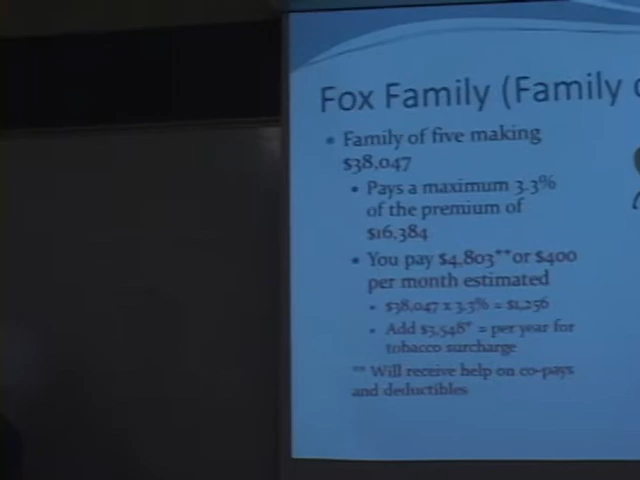 Fox Family (Family
• Family of five making
$38,047
• Pays a maximum 3.3%
of the premium of
$16,384
• You pay $4,803**or $400
per month estimated
• $38,047 x 3.3% = $1,256
• Add $3,548* = per year for
tobacco surcharge
** Will receive help on co-pays
and deductibles